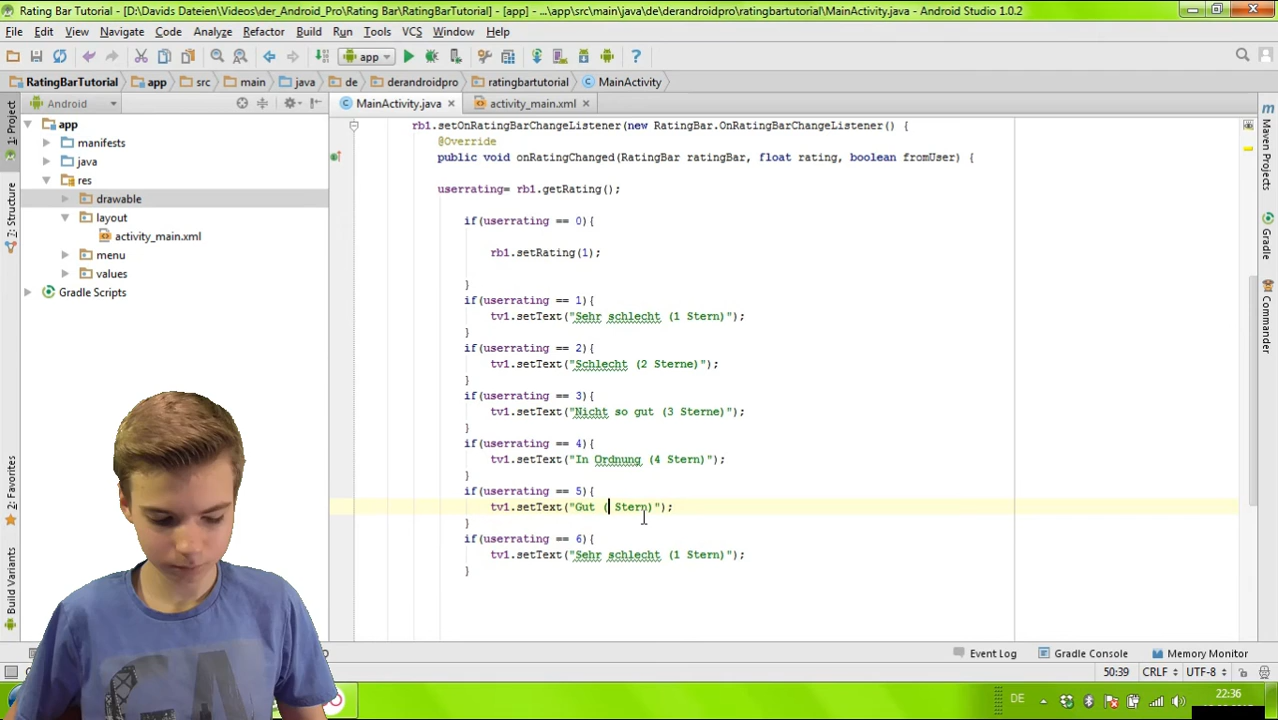 Rating Bar Tutorial - [D:\Davids Dateien\Videos\der_Android_Pro\Rating Bar\RatingBarTutorial] - [app] - ...\app\src\main\java\de\derandroidpro\ratingbartutorial\MainActivity.java - Android Studio 1.0.2
File Edit View Navigate Code Analyze Refactor Build Run Tools VCS Window Help
app
RatingBarTutorial app src main java de derandroidpro ratingbartutorial MainActivity
Android
MainActivity.java activity_main.xml
1: Project
7: Structure
2: Favorites
Build Variants
app
manifests
java
res
drawable
layout
activity_main.xml
menu
values
Gradle Scripts
rb1.setOnRatingBarChangeListener(new RatingBar.OnRatingBarChangeListener() {
@Override
public void onRatingChanged(RatingBar ratingBar, float rating, boolean fromUser) {
userrating= rb1.getRating();
if(userrating == 0){
rb1.setRating(1);
}
if(userrating == 1){
tv1.setText("Sehr schlecht (1 Stern)");
}
if(userrating == 2){
tv1.setText("Schlecht (2 Sterne)");
}
if(userrating == 3){
tv1.setText("Nicht so gut (3 Sterne)");
}
if(userrating == 4){
tv1.setText("In Ordnung (4 Stern)");
}
if(userrating == 5){
tv1.setText("Gut ( Stern)");
}
if(userrating == 6){
tv1.setText("Sehr schlecht (1 Stern)");
}
Maven Projects
Gradle
Commander
Event Log Gradle Console Memory Monitor
50:39 CRLF UTF-8
DE 22:36